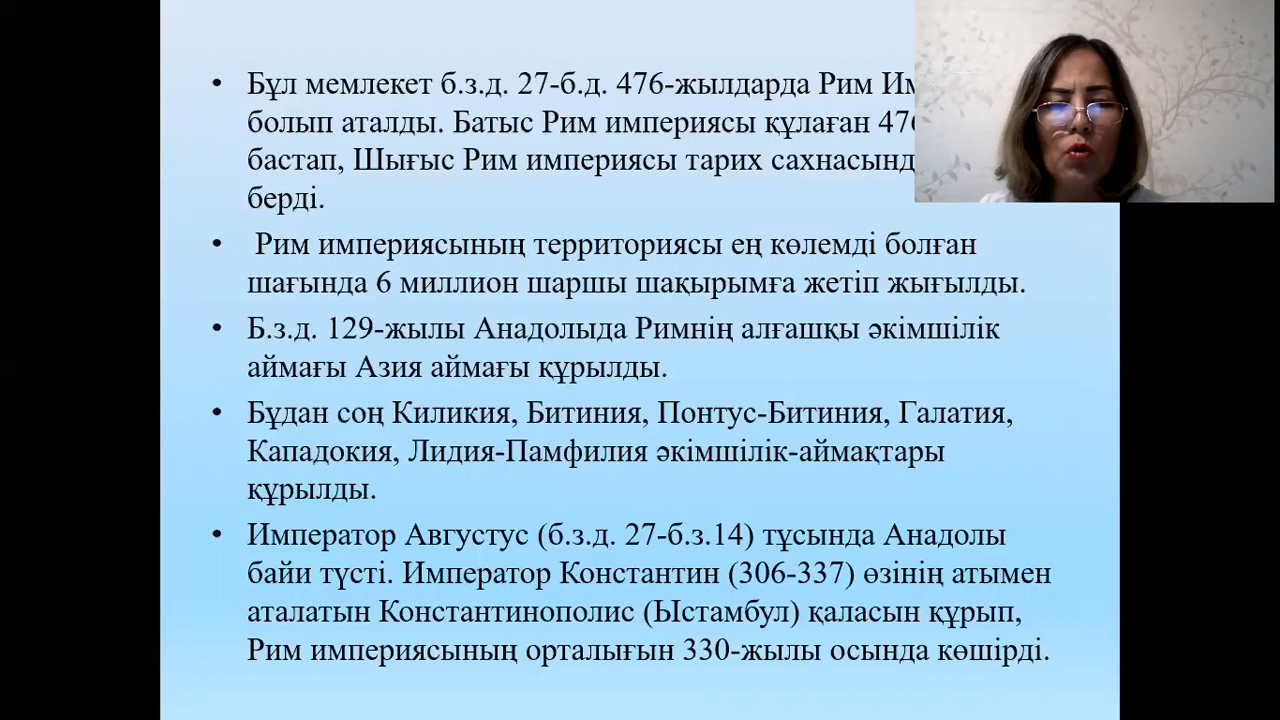 • Бұл мемлекет б.з.д. 27-б.д. 476-жылдарда Рим
болып аталды. Батыс Рим империясы құлаған
бастап, Шығыс Рим империясы тарих
берді.
• Рим империясының территориясы ең көлемді болған
шағында 6 миллион шаршы шақырымға жетіп жығылды.
• Б.з.д. 129-жылы Анадолыда Римнің алғашқы әкімшілік
аймағы Азия аймағы құрылды.
• Бұдан соң Киликия, Битиния, Понтус-Битиния, Галатия,
Кападокия, Лидия-Памфилия әкімшілік-аймақтары
құрылды.
• Император Августус (б.з.д. 27-б.з.14) тұсында Анадолы
байи түсті. Император Константин (306-337) өзінің атымен
аталатын Константинополис (Ыстамбул) қаласын құрып,
Рим империясының орталығын 330-жылы осында көшірді.